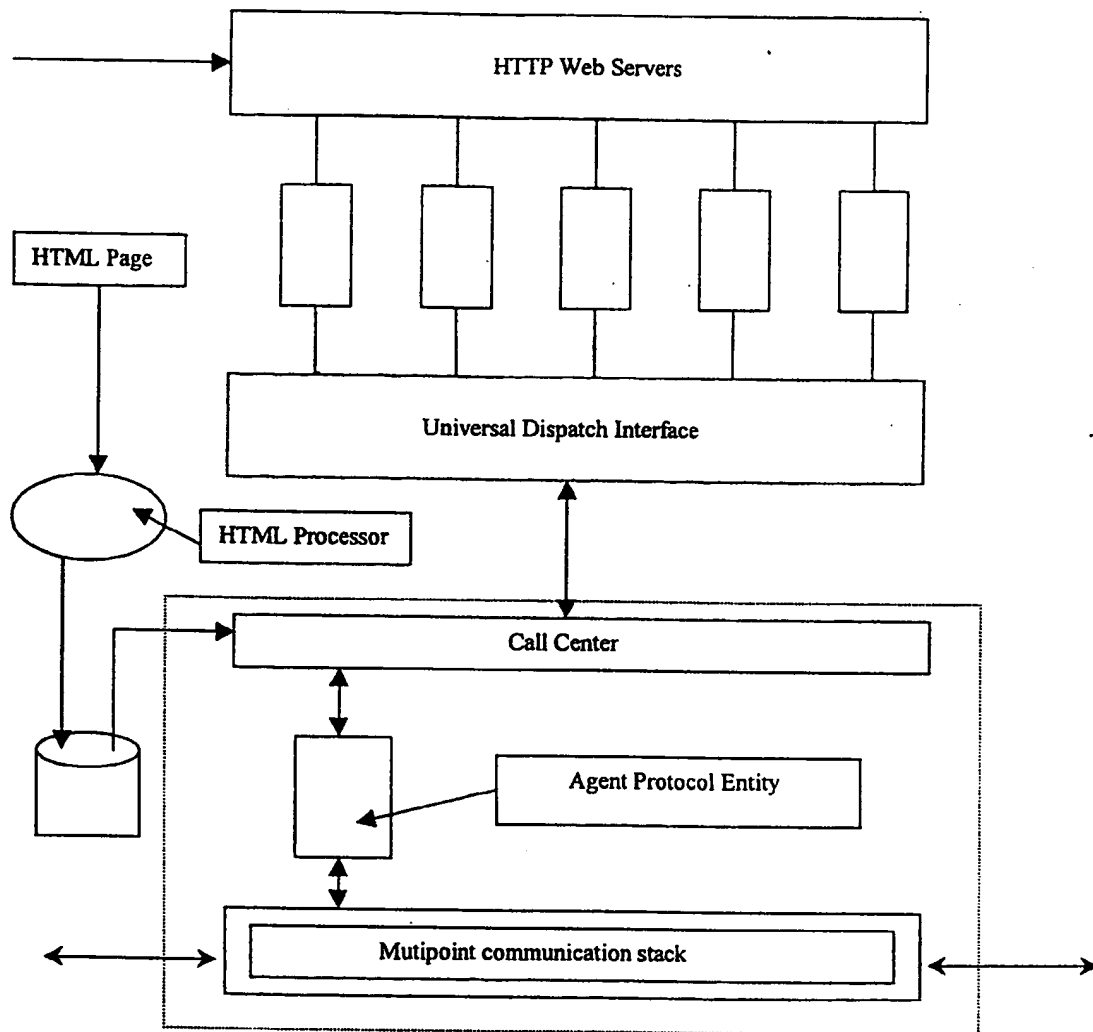 HTTP Web Servers
HTML Page
Universal Dispatch Interface
HTML Processor
Call Center
Agent Protocol Entity
Mutipoint communication stack